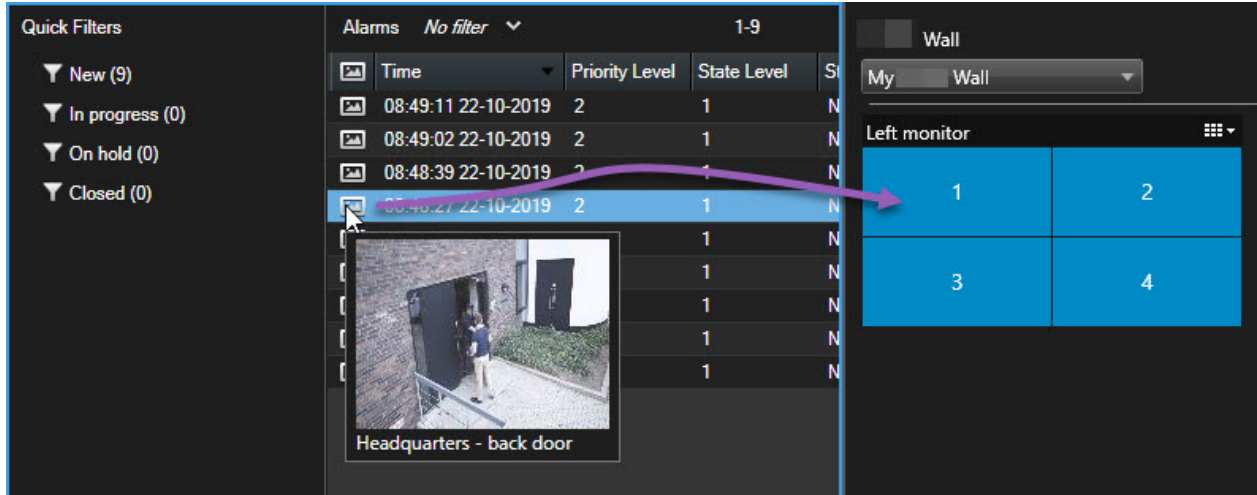 Quick Filters
New (9)
In progress (0)
On hold (0)
Closed (0)
Alarms No filter 1-9
Time Priority Level State Level
08:49:11 22-10-2019 2 1 N
08:49:02 22-10-2019 2 1 N
08:48:39 22-10-2019 2 1 N
08:48:27 22-10-2019 2 1 N
1 N
1 N
1 N
1 N
1 N
Headquarters - back door
Wall
My Wall
Left monitor
1 2
3 4